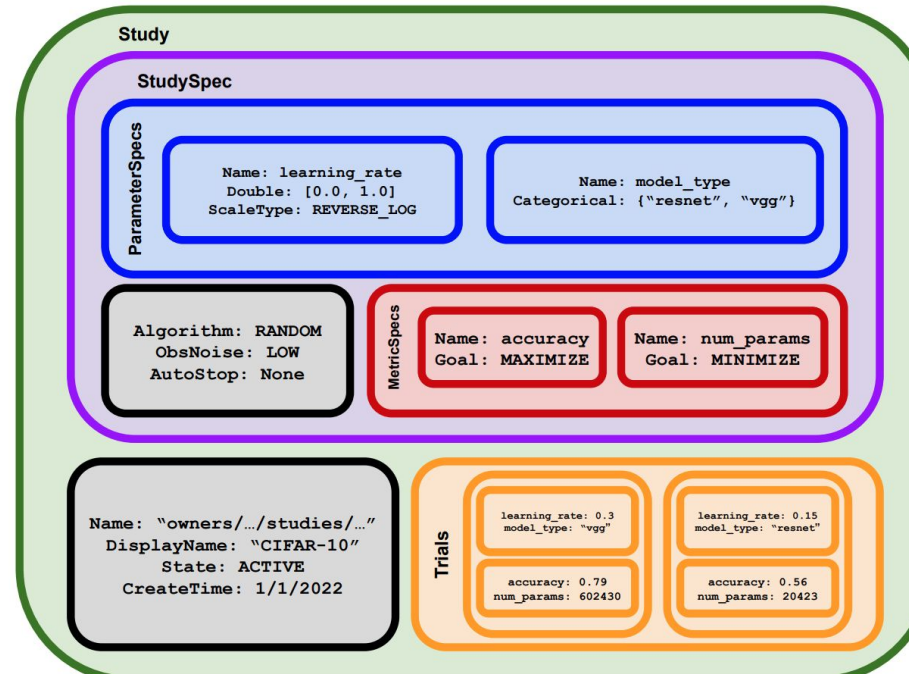 Study
StudySpec
ParameterSpecs
Name: learning_rate
Double: [0.0, 1.0]
ScaleType: REVERSE_LOG
Name: model_type
Categorical: {“resnet”, “vgg”}
Algorithm: RANDOM
ObsNoise: LOW
AutoStop: None
MetricSpecs
Name: accuracy
Goal: MAXIMIZE
Name: num_params
Goal: MINIMIZE
Name: “owners/…/studies/…”
DisplayName: “CIFAR-10”
State: ACTIVE
CreateTime: 1/1/2022
Trials
learning_rate: 0.3
model_type: “vgg”
accuracy: 0.79
num_params: 602430
learning_rate: 0.15
model_type: “resnet”
accuracy: 0.56
num_params: 20423